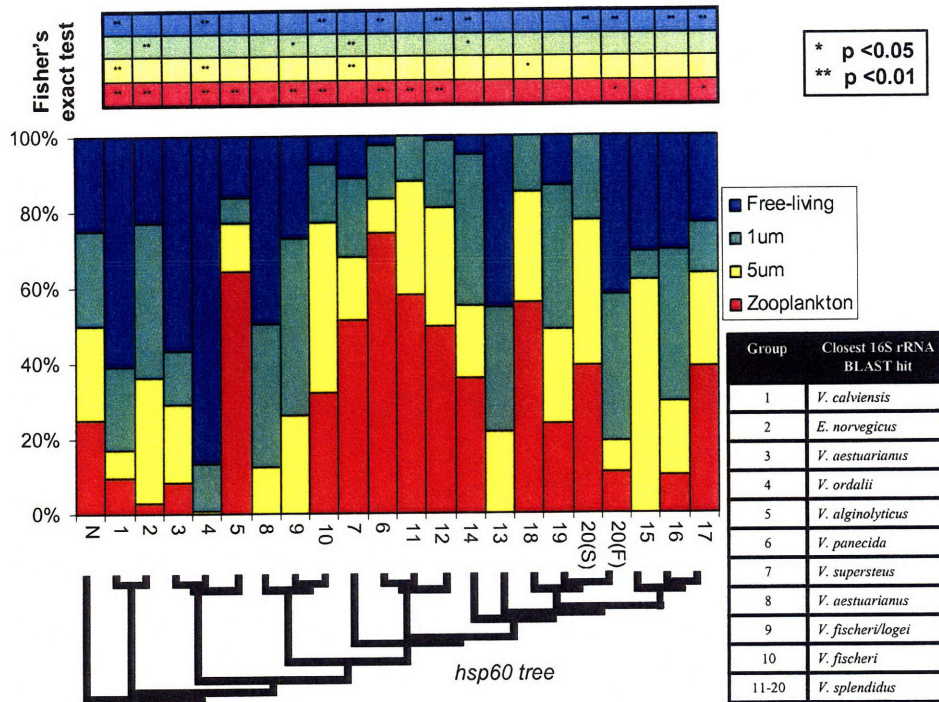 Fisher's
exact test
* p <0.05
** p <0.01
100%
80%
60%
40%
20%
0%
N 1 2 3 4 5 8 9 10 7 6 11 12 14 13 18 19 20(S) 20(F) 15 16 17
Free-living
1um
5um
Zooplankton
hsp60 tree
Group Closest 16S rRNA
BLAST hit
1 V. calviensis
2 E. norvegicus
3 V. aestuarianus
4 V. ordalii
5 V. alginolyticus
6 V. panecida
7 V. supersteus
8 V. aestuarianus
9 V. fischeri/logei
10 V. fischeri
11-20 V. splendidus